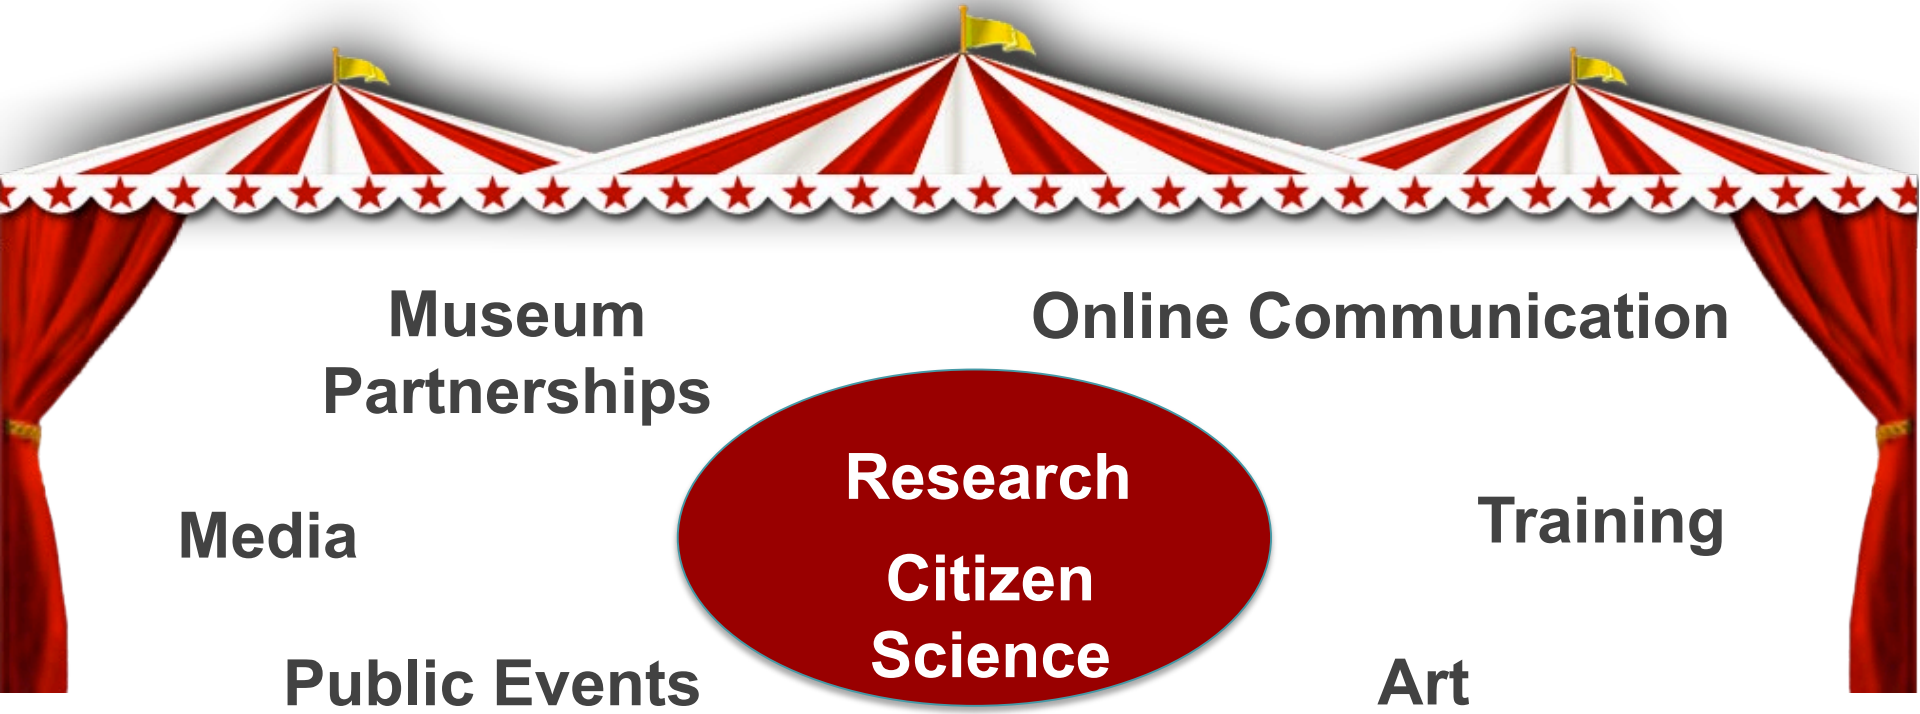 Museum
Partnerships
Online Communication
Research
Citizen
Science
Media
Training
Public Events
Art